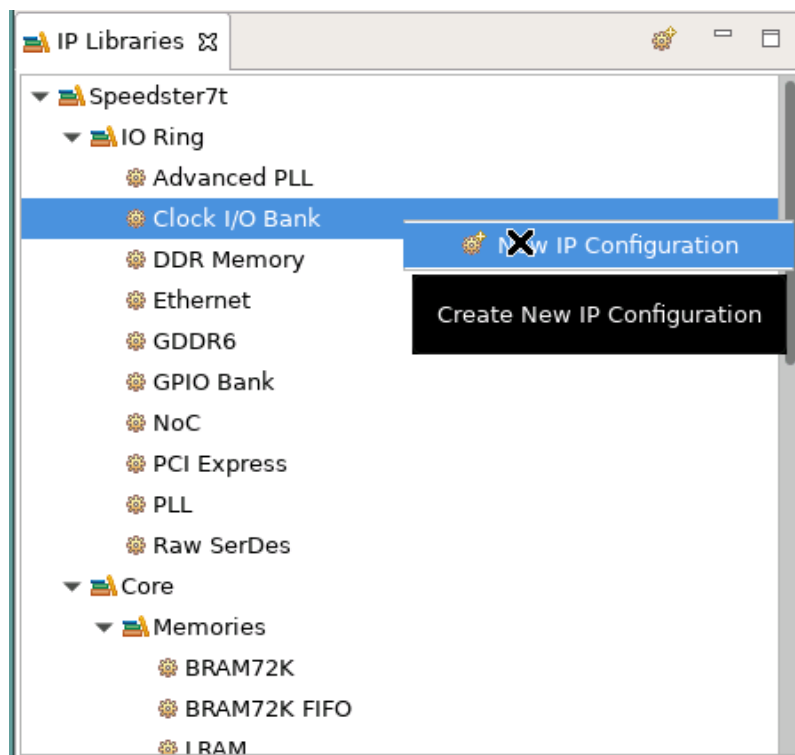 IP Libraries
Speedster7t
IO Ring
Advanced PLL
Clock I/O Bank
New IP Configuration
DDR Memory
Create New IP Configuration
Ethernet
GDDR6
GPIO Bank
NoC
PCI Express
PLL
Raw SerDes
Core
Memories
BRAM72K
BRAM72K FIFO
LRAM